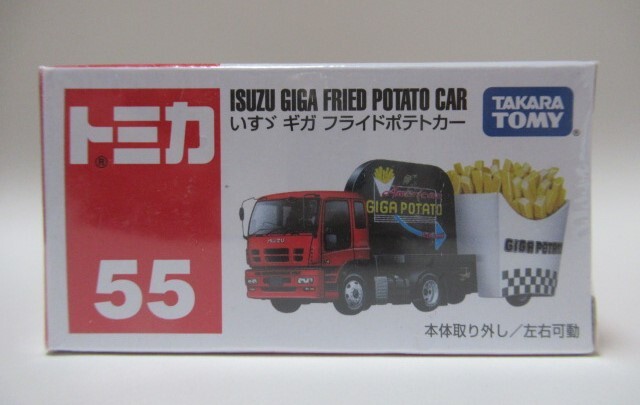 トミカ
®
55
ISUZU GIGA FRIED POTATO CAR
いすゞ ギガ フライドポテトカー
TAKARA
TOMY
GIGA POTATO
ISUZU
GIGA POTATO
本体取り外し/左右可動